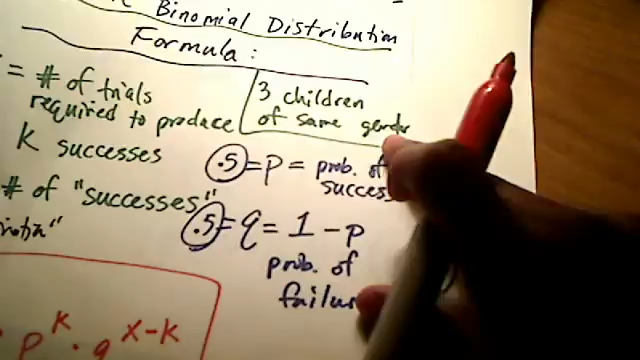 Binomial Distribution
Formula:
= # of trials
required to produce
K successes
3 children
of same gender
.5 = p = prob. of
success
# of "successes"
.5 = q = 1 - p
prob. of
failure
p^K · q^x-k